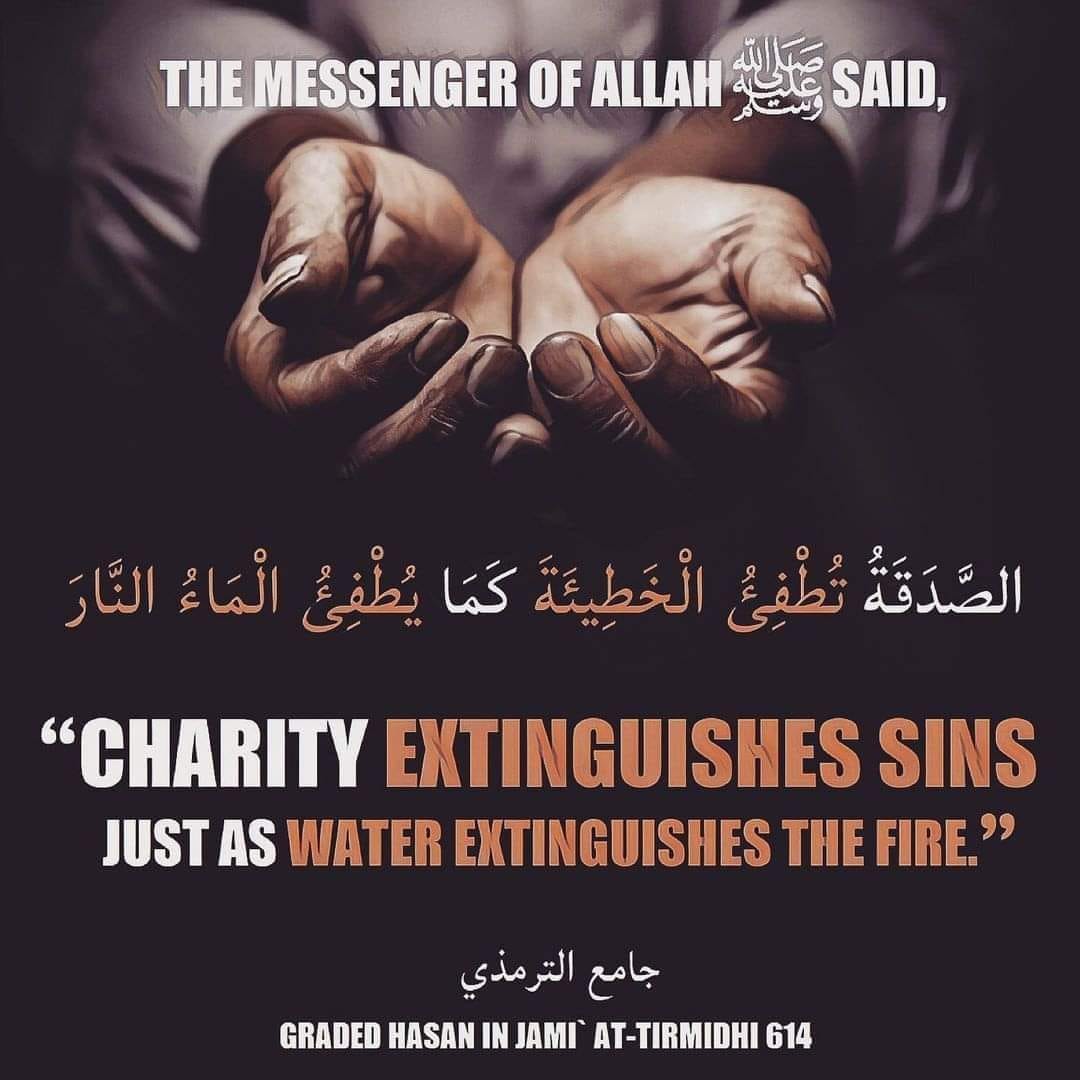 THE MESSENGER OF ALLAH ﷺ SAID,
الصَّدَقَةُ تُطْفِئُ الْخَطِيئَةَ كَمَا يُطْفِئُ الْمَاءُ النَّارَ
“CHARITY EXTINGUISHES SINS
JUST AS WATER EXTINGUISHES THE FIRE.”
جامع الترمذي
GRADED HASAN IN JAMI` AT-TIRMIDHI 614